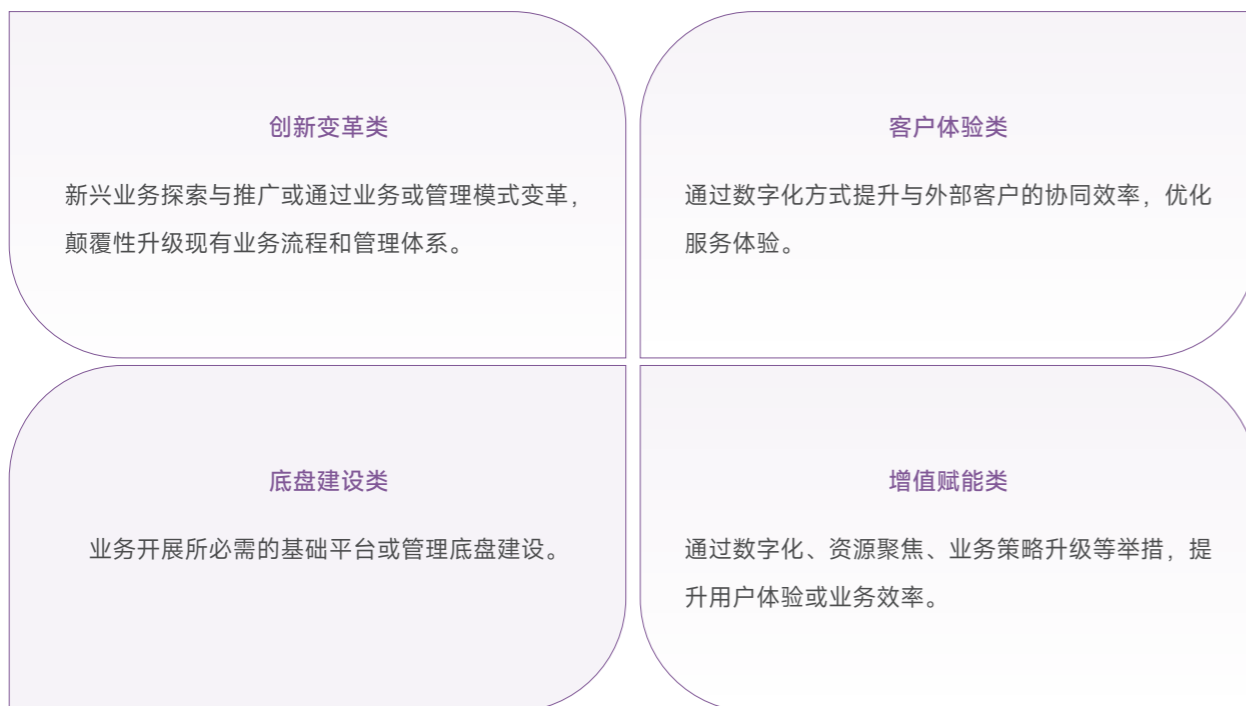 创新变革类
新兴业务探索与推广或通过业务或管理模式变革，
颠覆性升级现有业务流程和管理体系。
客户体验类
通过数字化方式提升与外部客户的协同效率，优化
服务体验。
底盘建设类
业务开展所必需的基础平台或管理底盘建设。
增值赋能类
通过数字化、资源聚焦、业务策略升级等举措，提
升用户体验或业务效率。